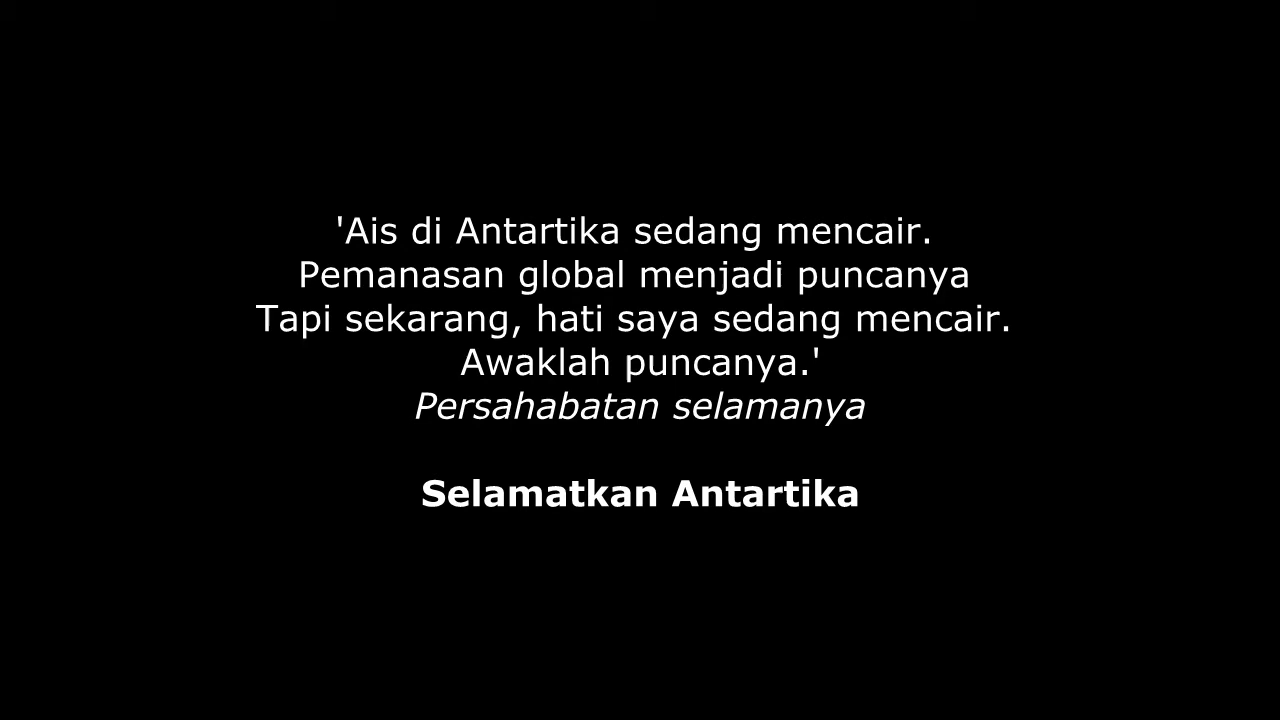 'Ais di Antartika sedang mencair.
Pemanasan global menjadi puncanya
Tapi sekarang, hati saya sedang mencair.
Awaklah puncanya.'
Persahabatan selamanya
Selamatkan Antartika